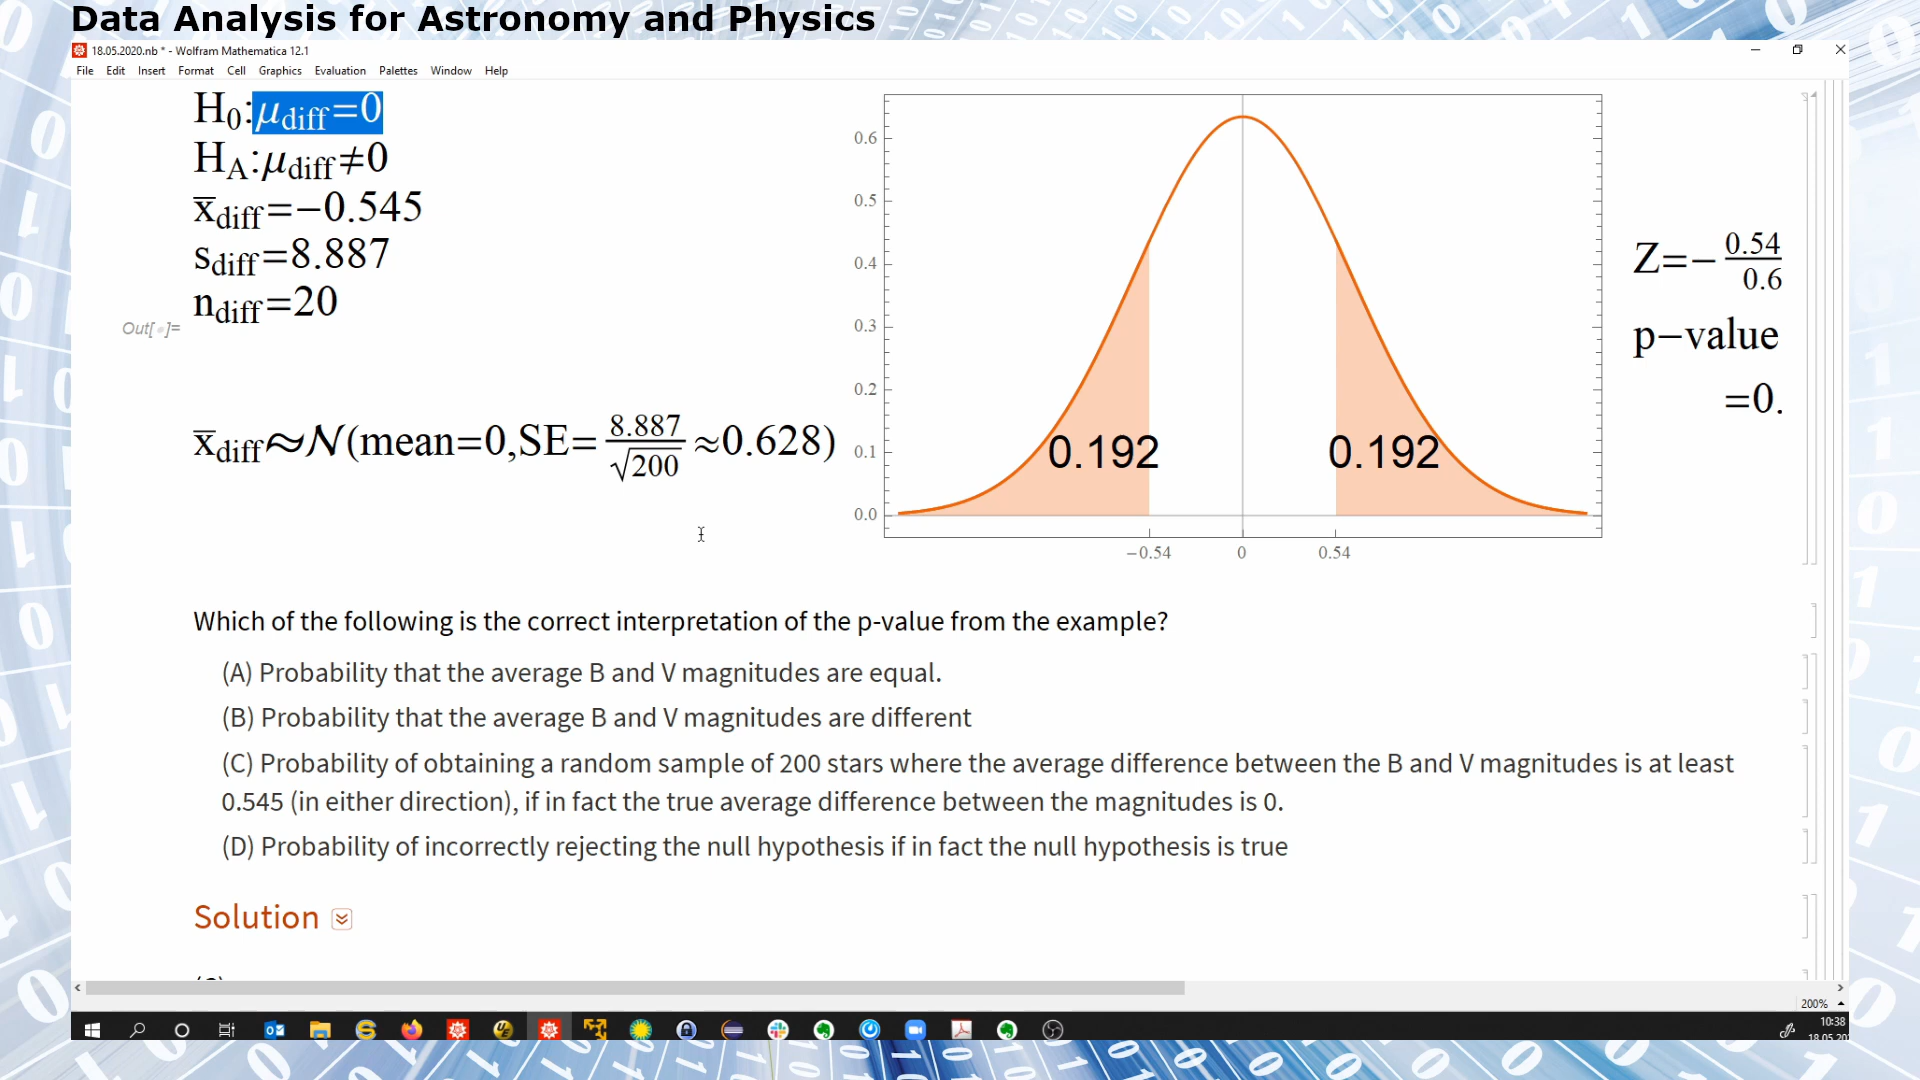 Data Analysis for Astronomy and Physics
18.05.2020.nb * - Wolfram Mathematica 12.1
File Edit Insert Format Cell Graphics Evaluation Palettes Window Help
H₀:μdiff=0
H_A:μdiff≠0
x̅diff=−0.545
sdiff=8.887
ndiff=20
Out[ ]=
x̅diff≈N(mean=0,SE=8.887/√200≈0.628)
0.6
0.5
0.4
0.3
0.2
0.1
0.0
0.192 0.192
−0.54 0 0.54
Z=−0.54/0.6
p−value
=0.
Which of the following is the correct interpretation of the p-value from the example?
(A) Probability that the average B and V magnitudes are equal.
(B) Probability that the average B and V magnitudes are different
(C) Probability of obtaining a random sample of 200 stars where the average difference between the B and V magnitudes is at least
0.545 (in either direction), if in fact the true average difference between the magnitudes is 0.
(D) Probability of incorrectly rejecting the null hypothesis if in fact the null hypothesis is true
Solution
200%
10:38
18.05.20